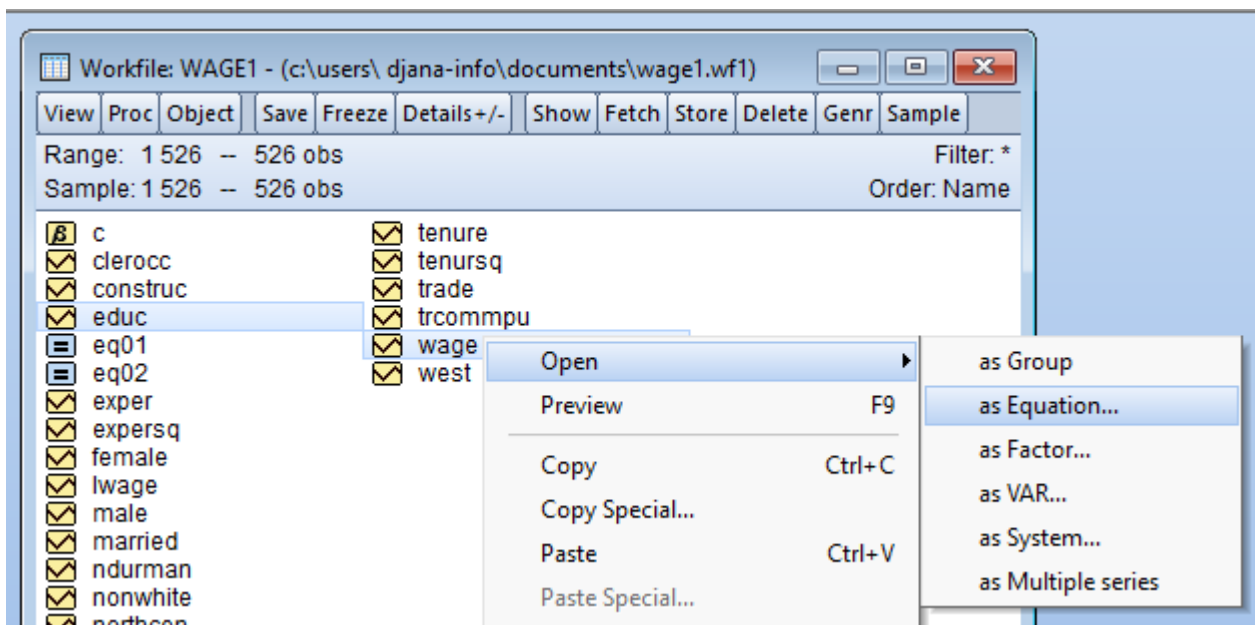 Workfile: WAGE1 - (c:\users\ djana-info\documents\wage1.wf1)
View Proc Object Save Freeze Details+/- Show Fetch Store Delete Genr Sample
Range: 1 526 -- 526 obs Filter: *
Sample: 1 526 -- 526 obs Order: Name
β c
clerocc
construc
educ
eq01
eq02
exper
expersq
female
lwage
male
married
ndurman
nonwhite
tenure
tenursq
trade
trcommpu
wage
west
Open
Preview F9
Copy Ctrl+C
Copy Special...
Paste Ctrl+V
Paste Special...
as Group
as Equation...
as Factor...
as VAR...
as System...
as Multiple series